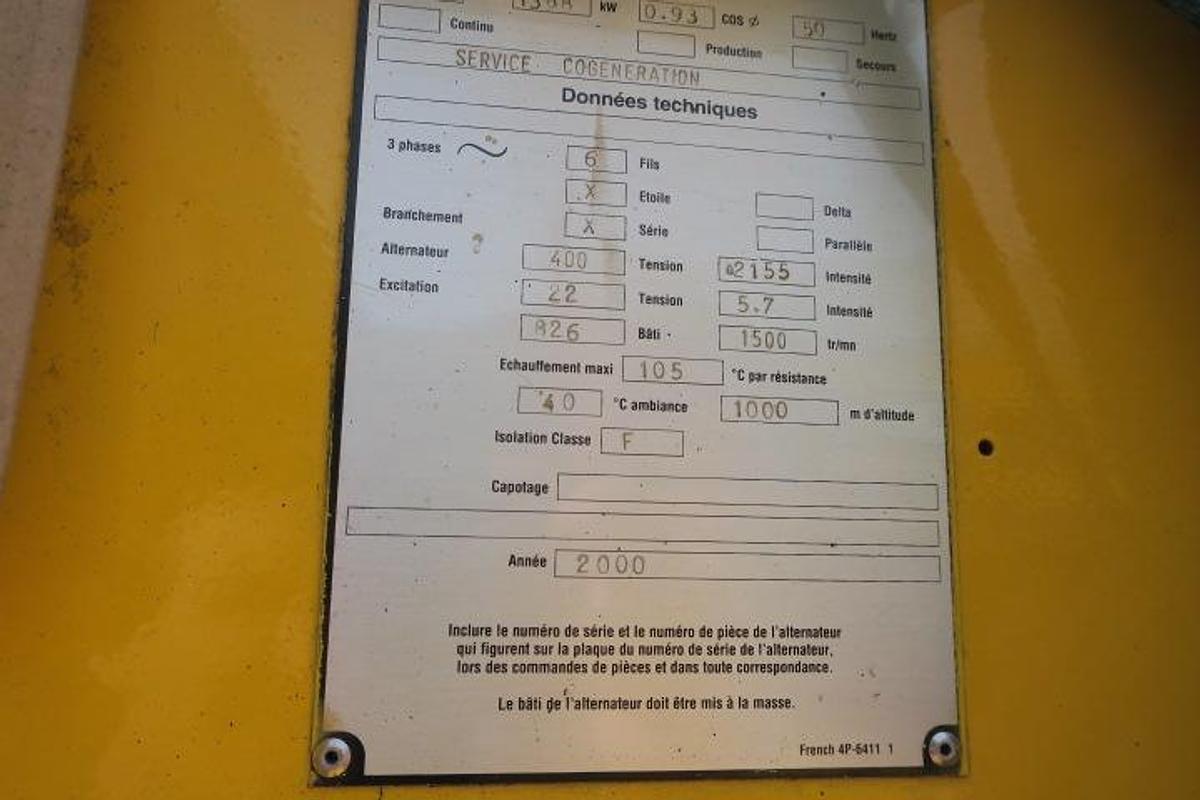 kW 0.93 cos ø 50 Hertz
Continu Production Secours
SERVICE COGENERATION
Données techniques
3 phases 6 Fils
X Etoile Delta
Branchement X Série Parallèle
Alternateur 400 Tension 2155 Intensité
Excitation 22 Tension 5.7 Intensité
826 Bâti 1500 tr/mn
Echauffement maxi 105 °C par résistance
40 °C ambiance 1000 m d'altitude
Isolation Classe F
Capotage
Année 2000
Inclure le numéro de série et le numéro de pièce de l'alternateur
qui figurent sur la plaque du numéro de série de l'alternateur,
lors des commandes de pièces et dans toute correspondance.
Le bâti de l'alternateur doit être mis à la masse.
French 4P-6411 1